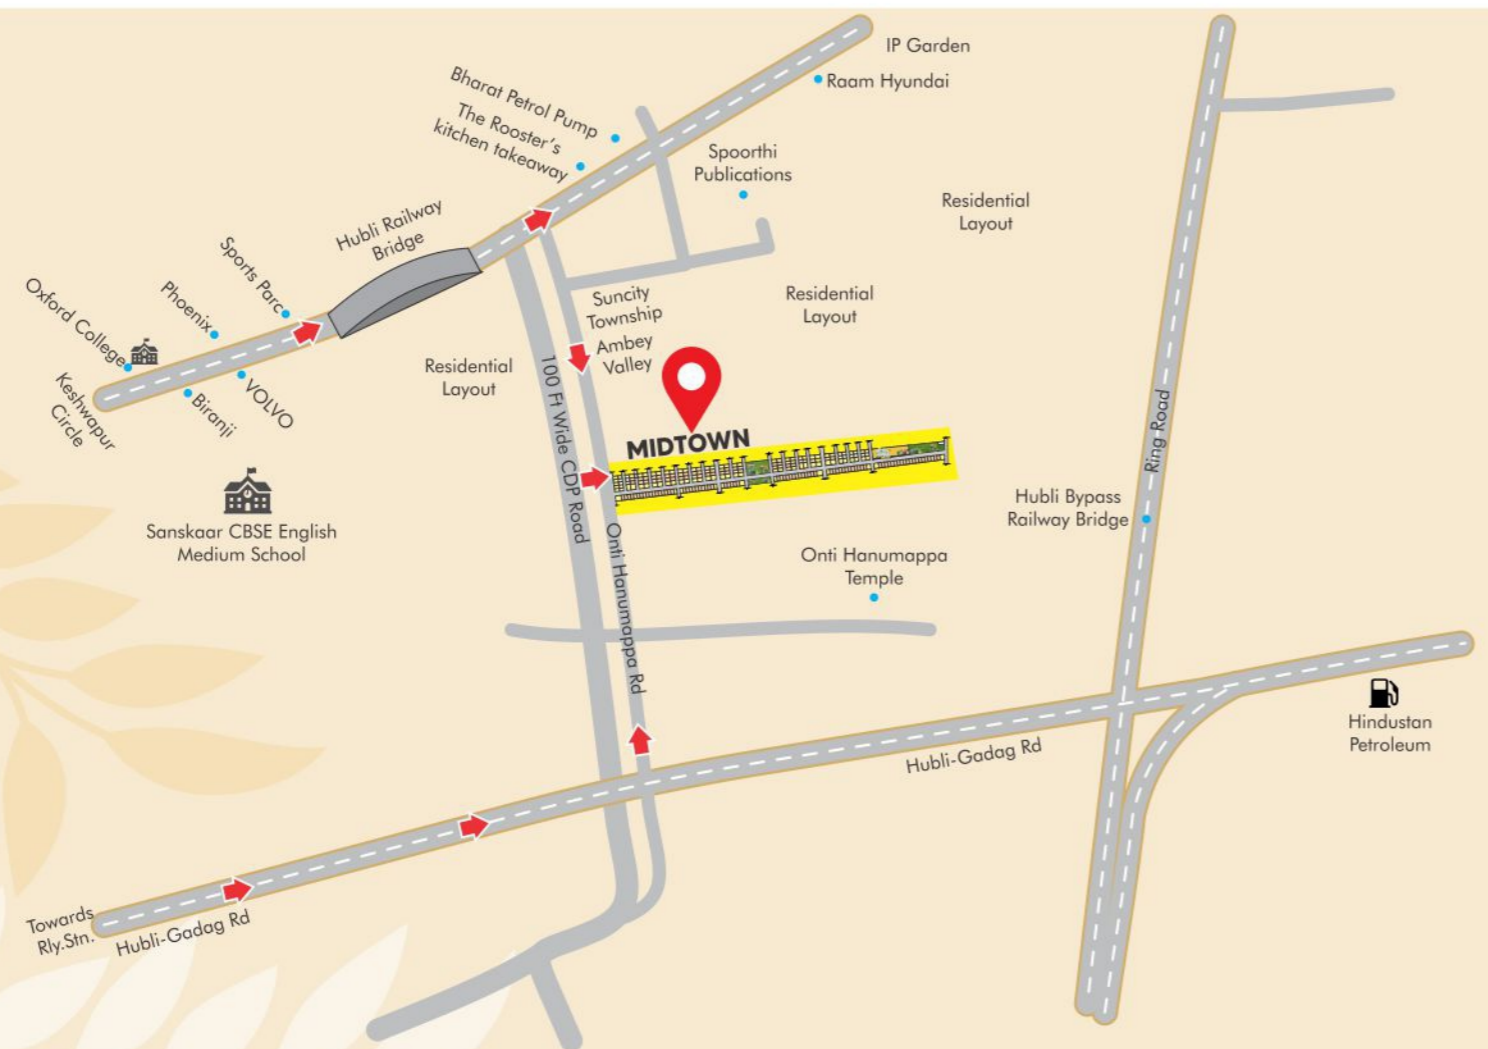 IP Garden
Raam Hyundai
Bharat Petrol Pump
The Rooster's
kitchen takeaway
Spoorthi
Publications
Residential
Layout
Hubli Railway
Bridge
Sports Parc
Phoenix
Oxford College
Keshwapur
Circle
Biranji
VOLVO
Suncity
Township
Ambey
Valley
Residential
Layout
Residential
Layout
100 Ft Wide CDP Road
MIDTOWN
Ring Road
Sanskaar CBSE English
Medium School
Hubli Bypass
Railway Bridge
Onti Hanumappa
Temple
Onti Hanumappa Rd
Hindustan
Petroleum
Hubli-Gadag Rd
Towards
Rly.Stn.
Hubli-Gadag Rd